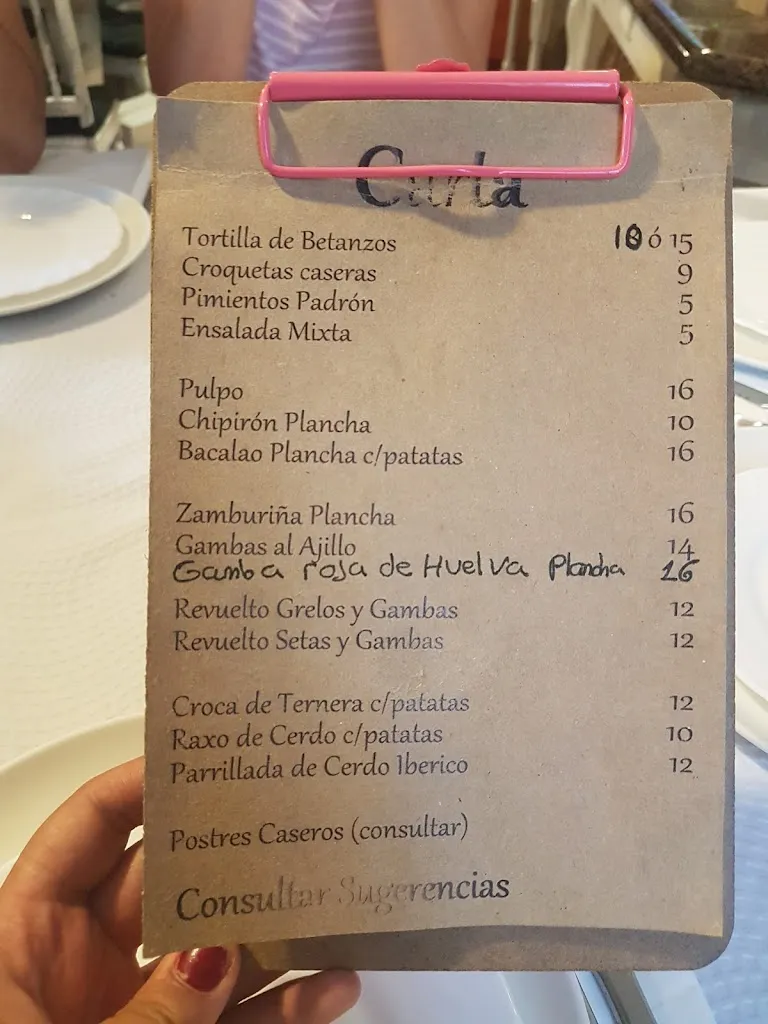 Carta
Tortilla de Betanzos 10 ó 15
Croquetas caseras 9
Pimientos Padrón 5
Ensalada Mixta 5
Pulpo 16
Chipirón Plancha 10
Bacalao Plancha c/patatas 16
Zamburiña Plancha 16
Gambas al Ajillo 14
Gamba roja de Huelva Plancha 16
Revuelto Grelos y Gambas 12
Revuelto Setas y Gambas 12
Croca de Ternera c/patatas 12
Raxo de Cerdo c/patatas 10
Parrillada de Cerdo Iberico 12
Postres Caseros (consultar)
Consultar Sugerencias